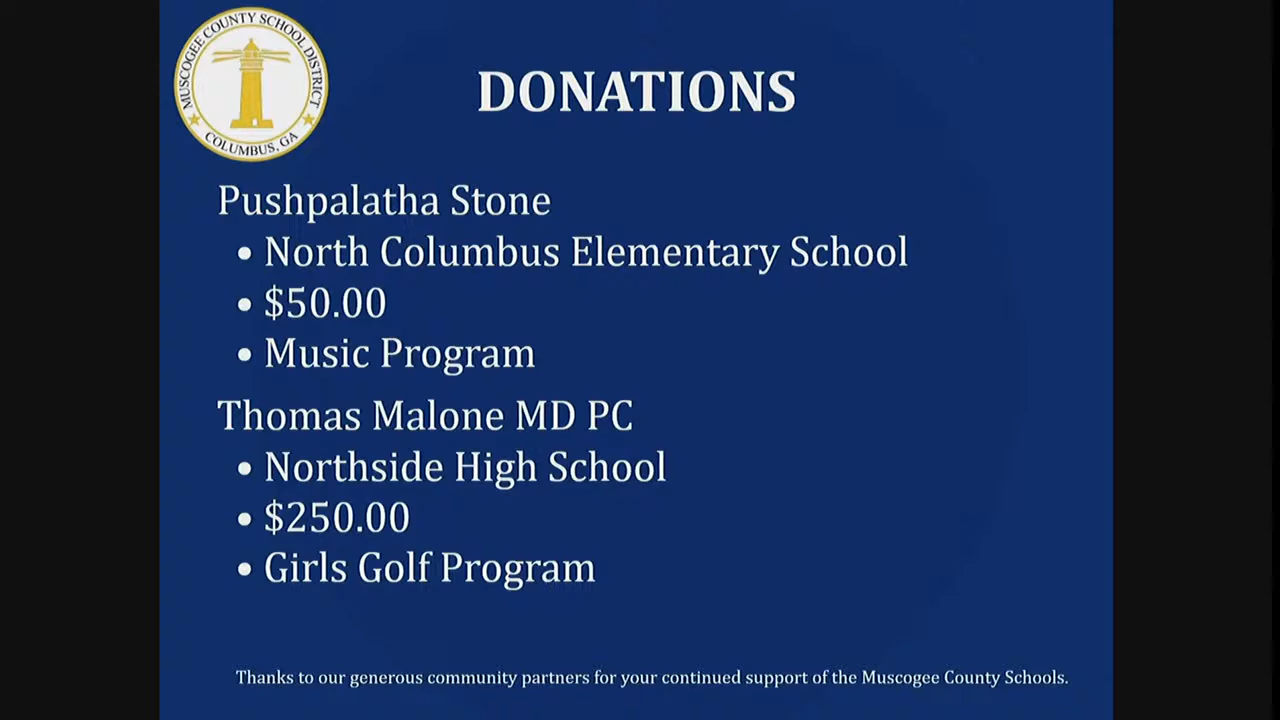 MUSCOGEE COUNTY SCHOOL DISTRICT
COLUMBUS, GA
DONATIONS
Pushpalatha Stone
• North Columbus Elementary School
• $50.00
• Music Program
Thomas Malone MD PC
• Northside High School
• $250.00
• Girls Golf Program
Thanks to our generous community partners for your continued support of the Muscogee County Schools.